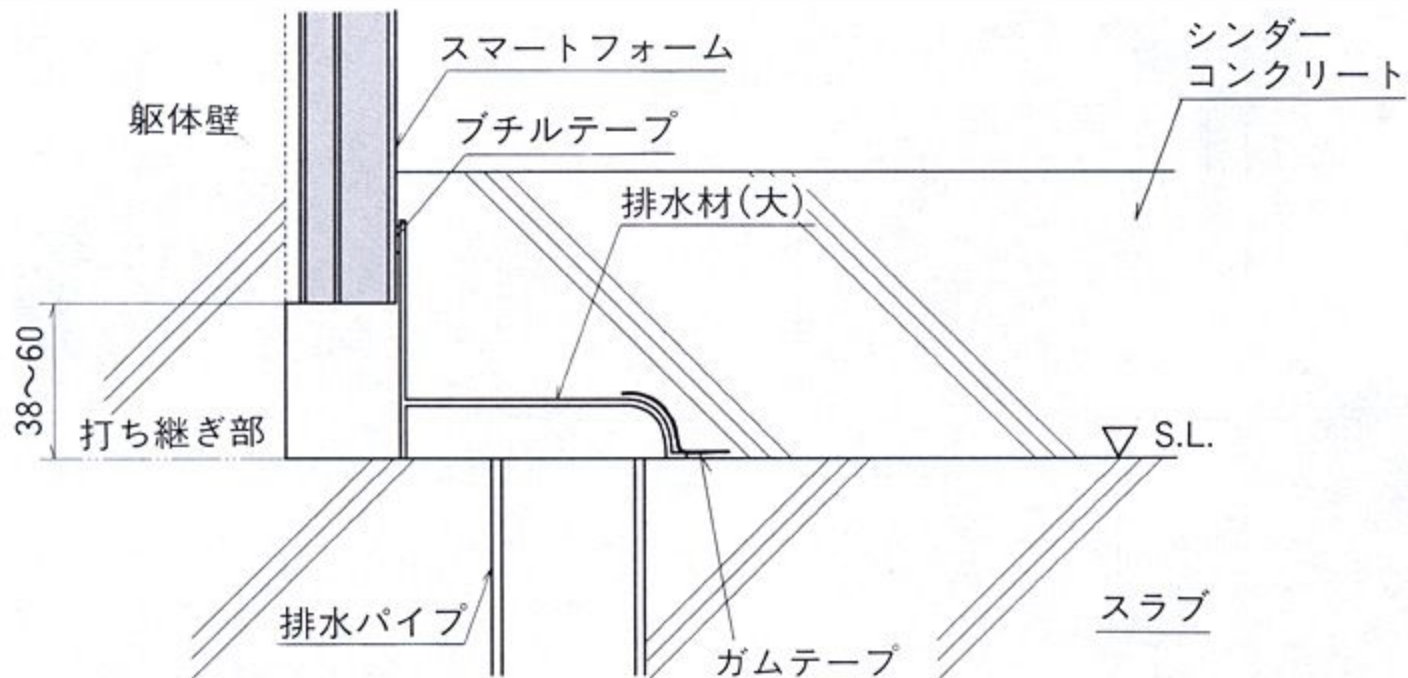 スマートフォーム
シンダー
コンクリート
躯体壁
ブチルテープ
排水材(大)
38〜60
打ち継ぎ部
S.L.
排水パイプ
スラブ
ガムテープ